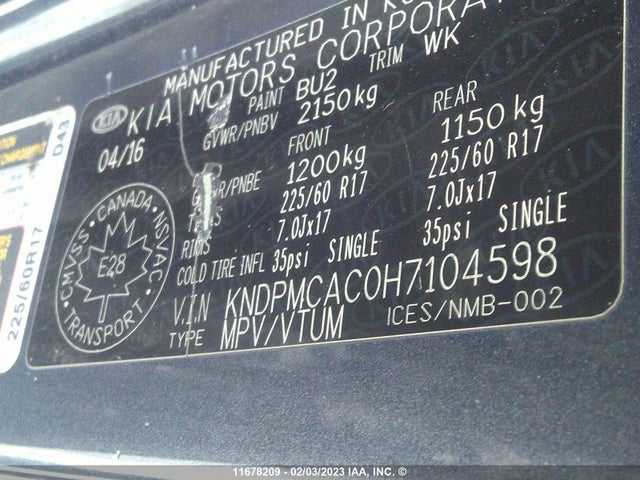 MANUFACTURED IN KO
KIA KIA MOTORS CORPORAT
04/16 PAINT BU2 TRIM WK
GVWR/PNBV 2150kg
FRONT REAR
1200kg 1150kg
225/60 R17 225/60 R17
RIMS 7.0Jx17 7.0Jx17
COLD TIRE INFL 35psi SINGLE 35psi SINGLE
V.I.N KNDPMCAC0H7104598
TYPE MPV/VTUM ICES/NMB-002
CANADA
CMVSS NSVAC
E28
TRANSPORT
D43
225/60R17
11678209 - 02/03/2023 IAA, INC. ©